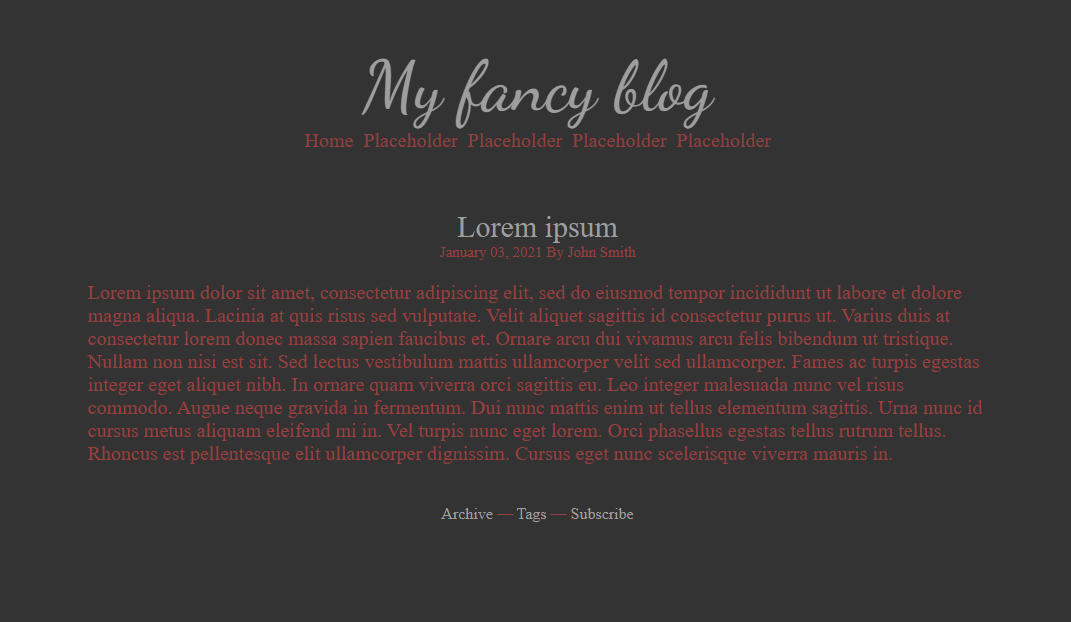 My fancy blog
Home Placeholder Placeholder Placeholder Placeholder
Lorem ipsum
January 03, 2021 By John Smith
Lorem ipsum dolor sit amet, consectetur adipiscing elit, sed do eiusmod tempor incididunt ut labore et dolore
magna aliqua. Lacinia at quis risus sed vulputate. Velit aliquet sagittis id consectetur purus ut. Varius duis at
consectetur lorem donec massa sapien faucibus et. Ornare arcu dui vivamus arcu felis bibendum ut tristique.
Nullam non nisi est sit. Sed lectus vestibulum mattis ullamcorper velit sed ullamcorper. Fames ac turpis egestas
integer eget aliquet nibh. In ornare quam viverra orci sagittis eu. Leo integer malesuada nunc vel risus
commodo. Augue neque gravida in fermentum. Dui nunc mattis enim ut tellus elementum sagittis. Urna nunc id
cursus metus aliquam eleifend mi in. Vel turpis nunc eget lorem. Orci phasellus egestas tellus rutrum tellus.
Rhoncus est pellentesque elit ullamcorper dignissim. Cursus eget nunc scelerisque viverra mauris in.
Archive — Tags — Subscribe